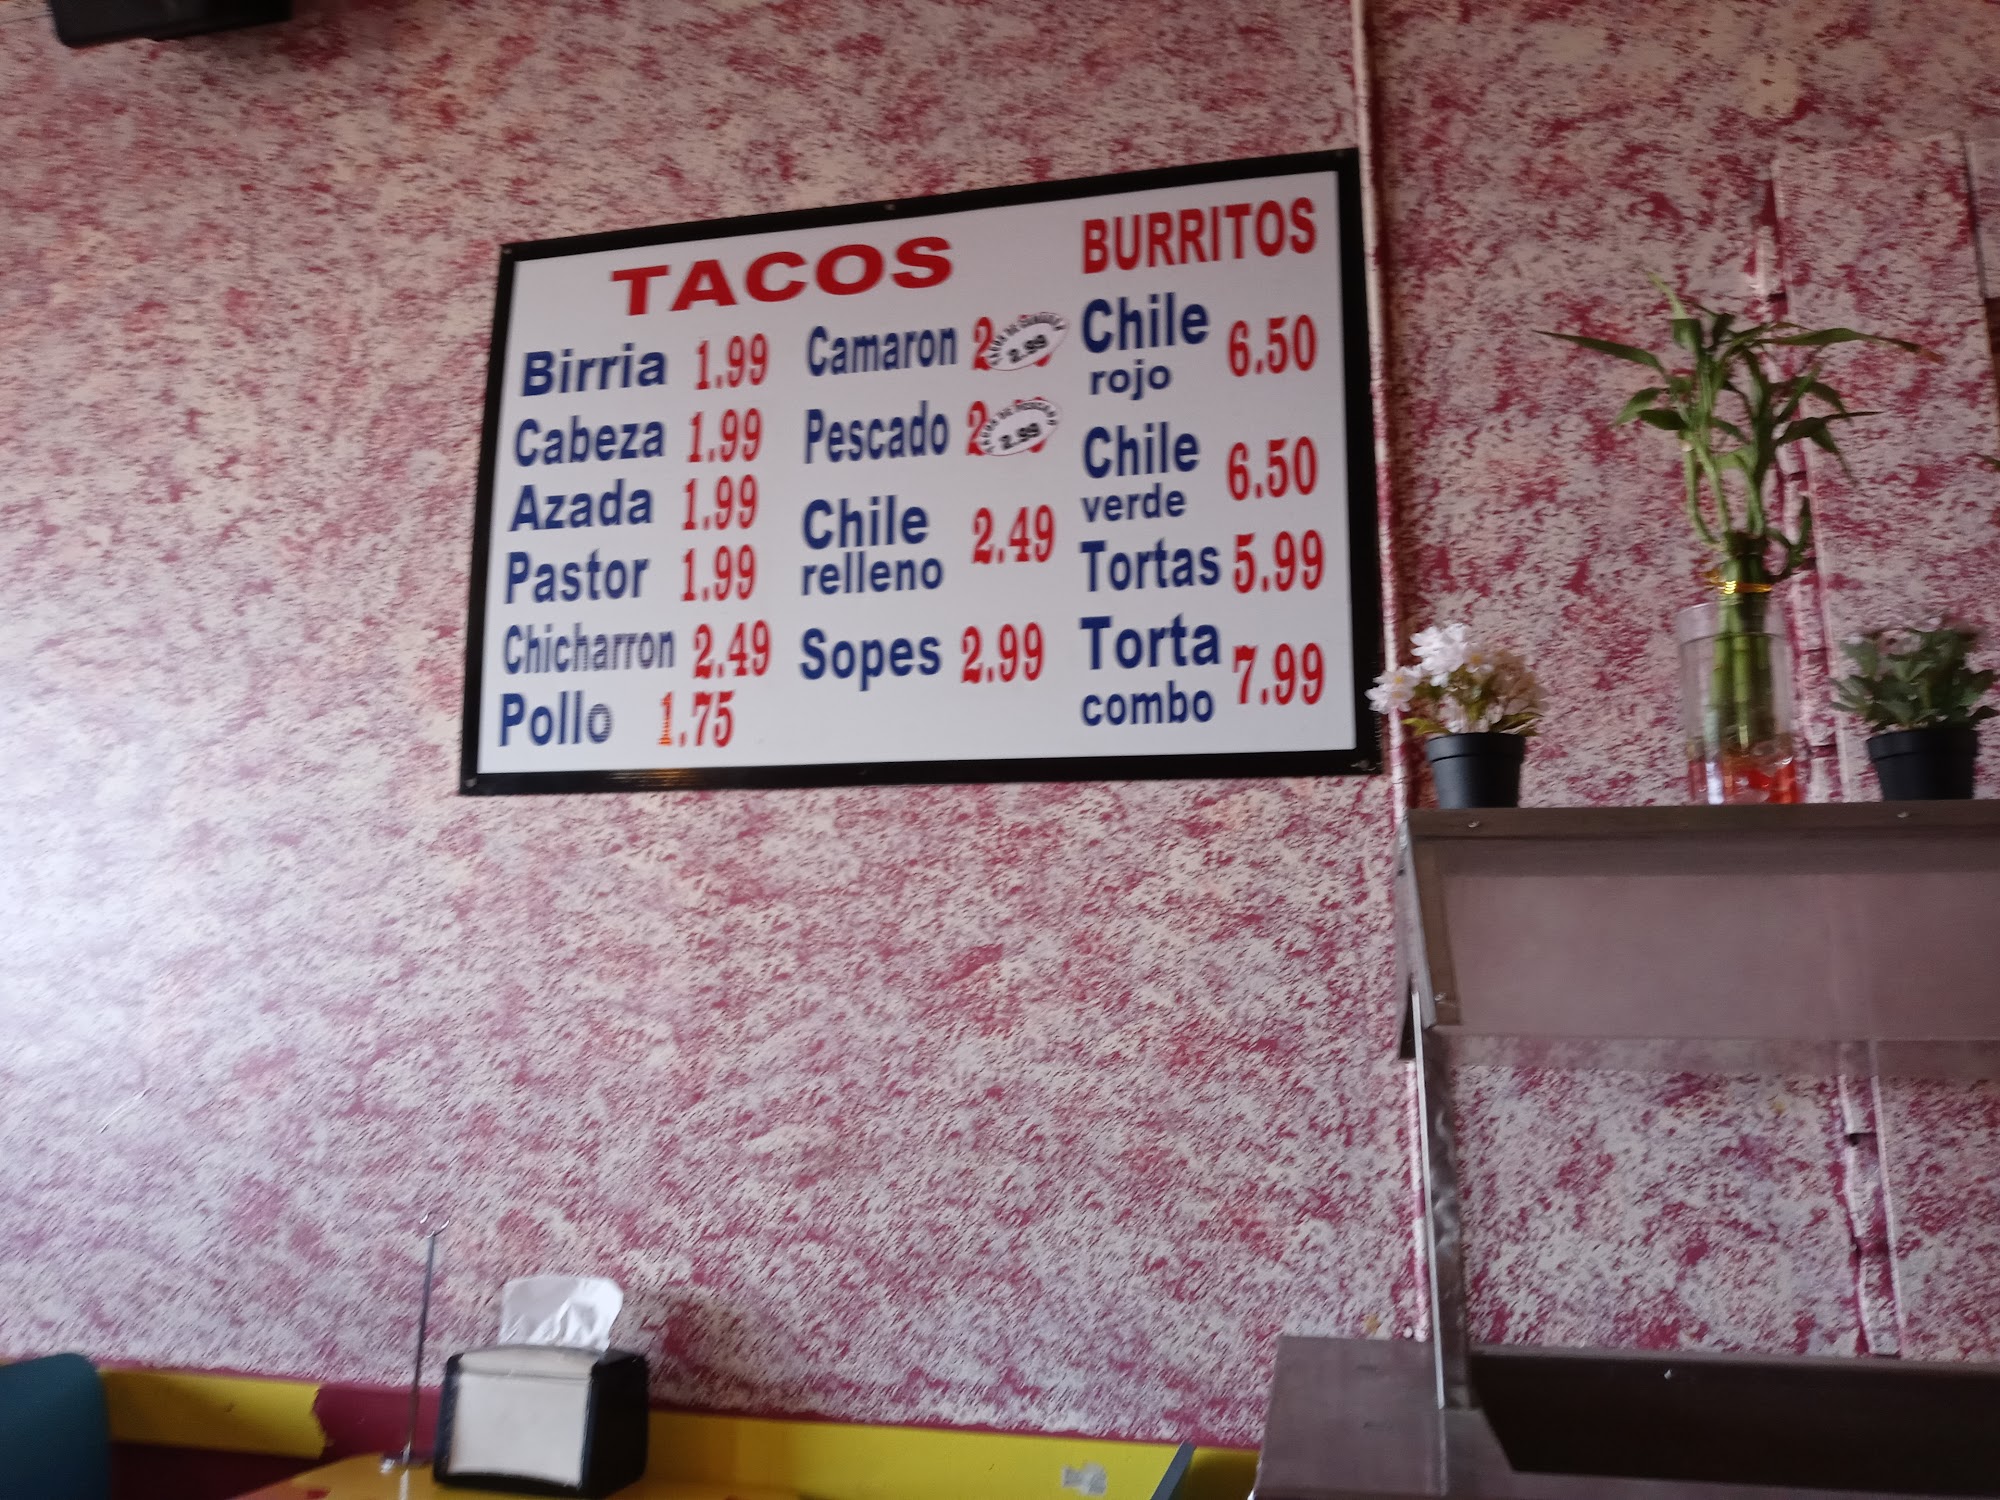 TACOS
Birria 1.99
Cabeza 1.99
Azada 1.99
Pastor 1.99
Chicharron 2.49
Pollo 1.75
Camaron 2
2.99
Pescado 2
2.99
Chile
relleno 2.49
Sopes 2.99
BURRITOS
Chile
rojo 6.50
Chile
verde 6.50
Tortas 5.99
Torta
combo 7.99